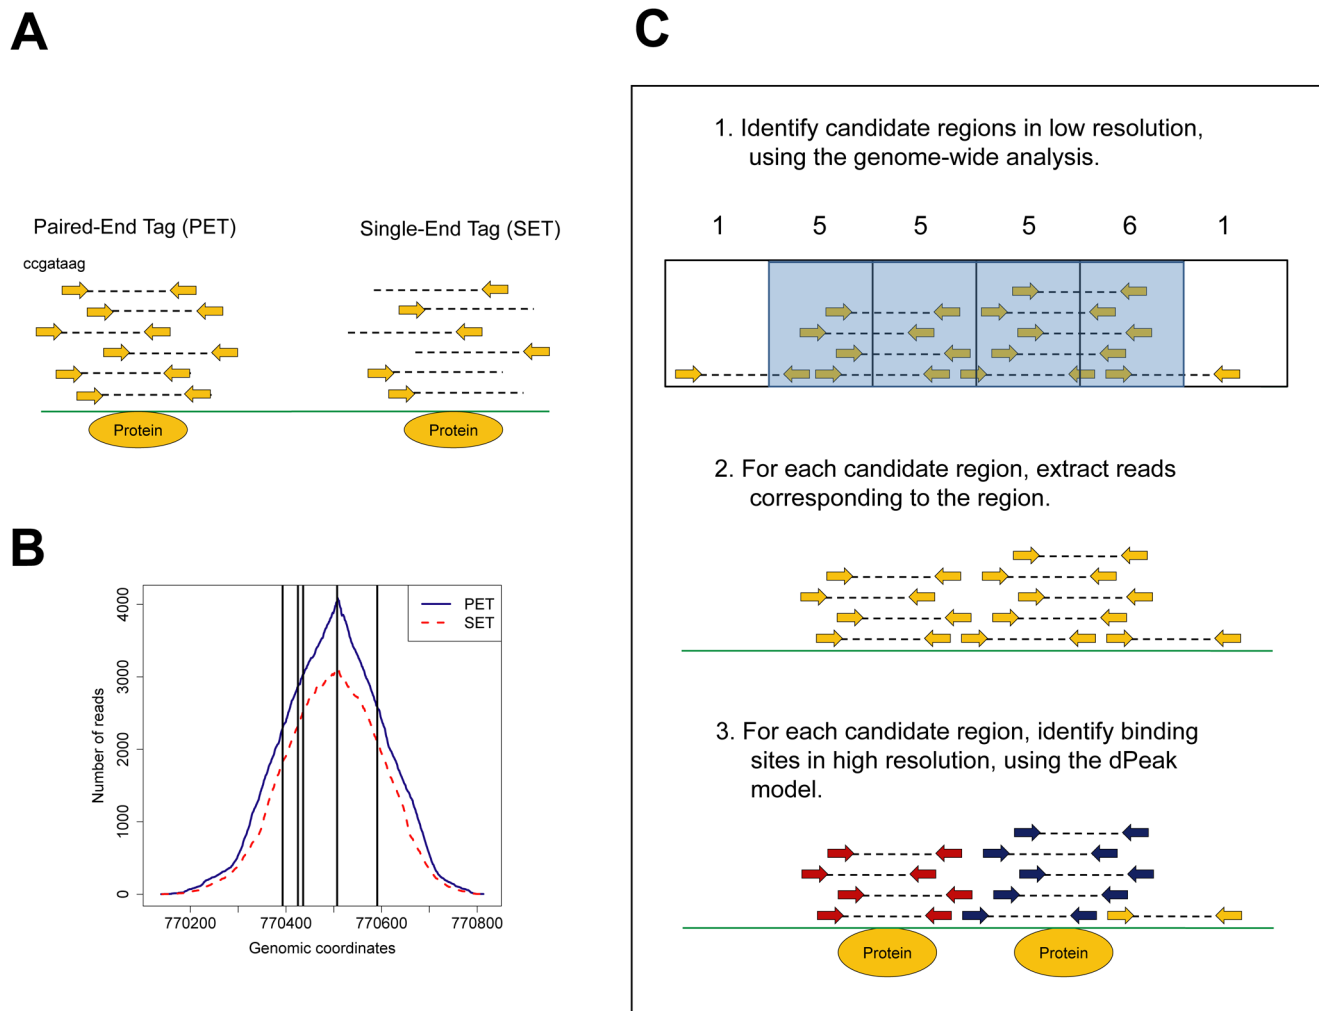 A
Paired-End Tag (PET)
Single-End Tag (SET)
ccgataag
Protein
Protein
B
PET
SET
Number of reads
0
1000
2000
3000
4000
770200
770400
770600
770800
Genomic coordinates
C
1. Identify candidate regions in low resolution,
using the genome-wide analysis.
1 5 5 5 6 1
2. For each candidate region, extract reads
corresponding to the region.
3. For each candidate region, identify binding
sites in high resolution, using the dPeak
model.
Protein
Protein